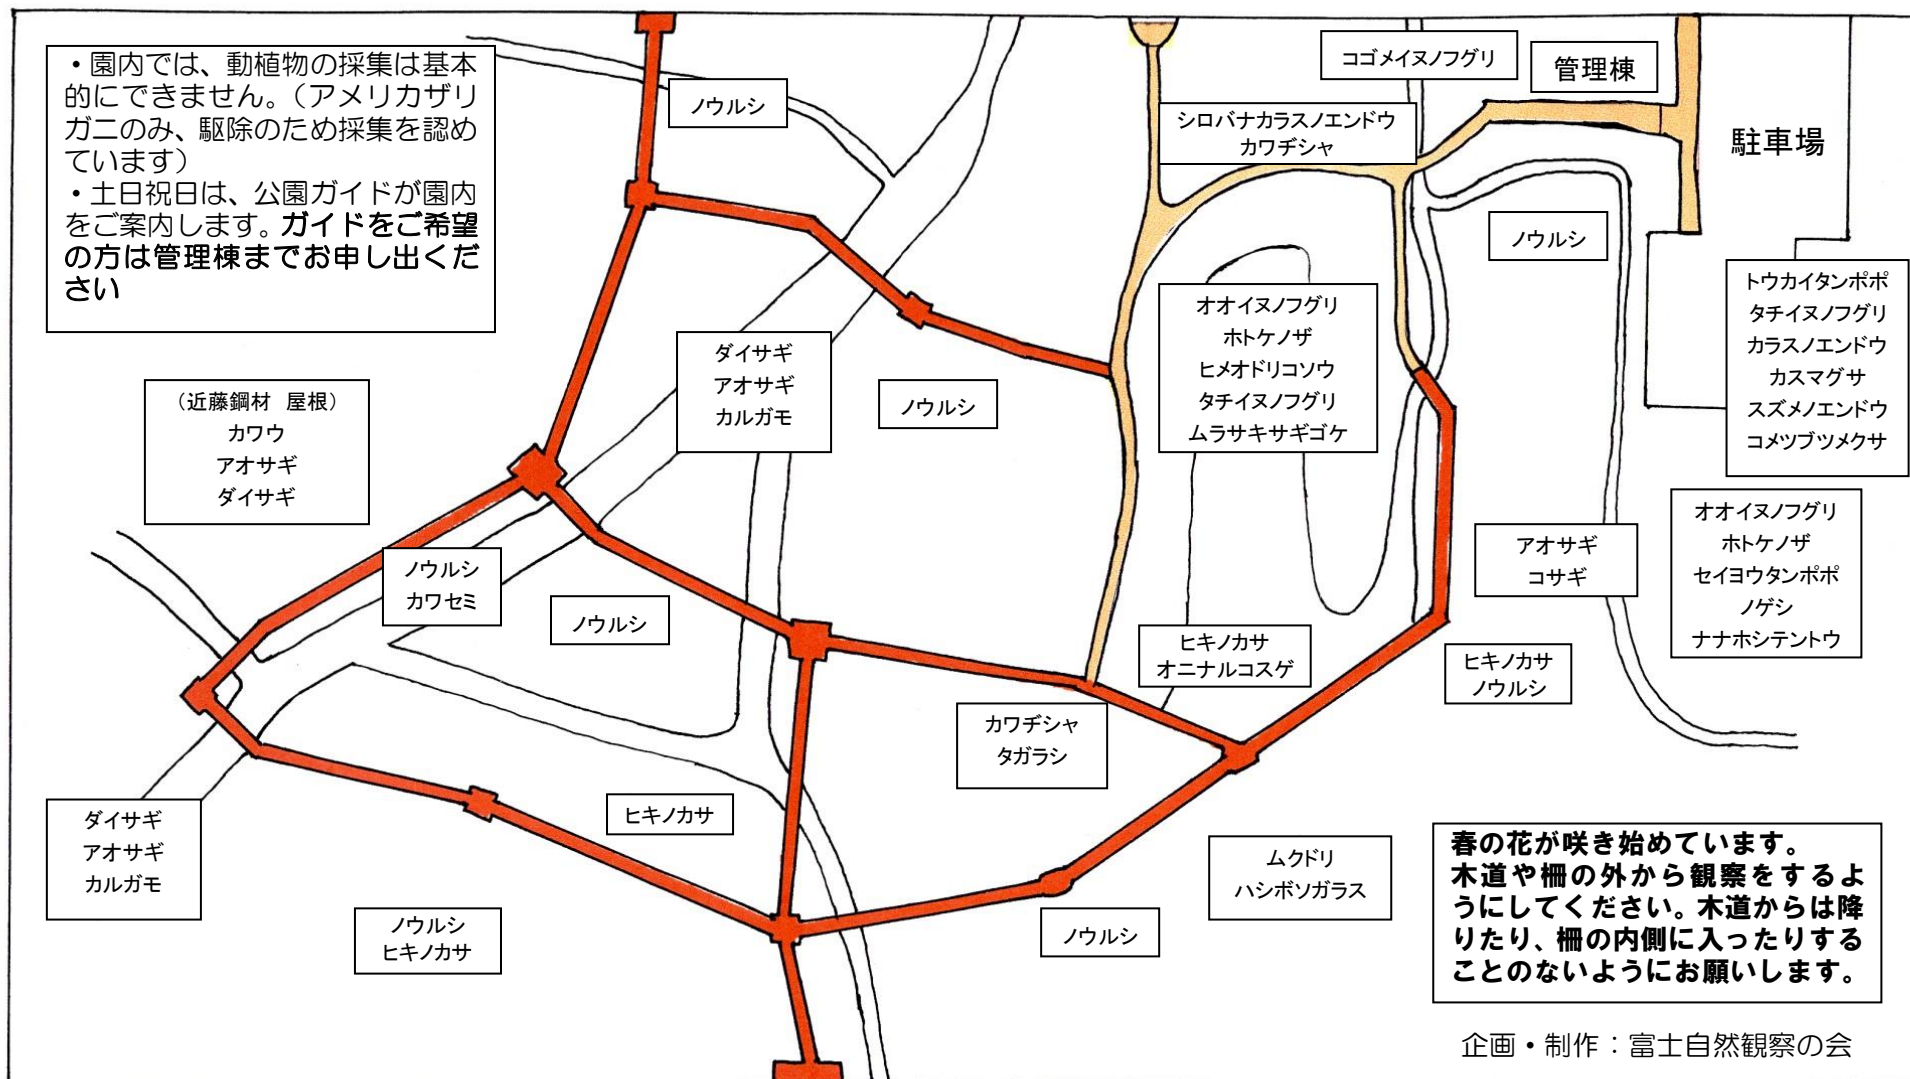 ・園内では、動植物の採集は基本
的にできません。（アメリカザリ
ガニのみ、駆除のため採集を認め
ています）
・土日祝日は、公園ガイドが園内
をご案内します。ガイドをご希望
の方は管理棟までお申し出くだ
さい
ノウルシ
コゴメイヌノフグリ
管理棟
シロバナカラスノエンドウ
カワヂシャ
駐車場
ノウルシ
トウカイタンポポ
タチイヌノフグリ
カラスノエンドウ
カスマグサ
スズメノエンドウ
コメツブツメクサ
オオイヌノフグリ
ホトケノザ
ヒメオドリコソウ
タチイヌノフグリ
ムラサキサギゴケ
ダイサギ
アオサギ
カルガモ
ノウルシ
（近藤鋼材　屋根）
カワウ
アオサギ
ダイサギ
オオイヌノフグリ
ホトケノザ
セイヨウタンポポ
ノゲシ
ナナホシテントウ
アオサギ
コサギ
ノウルシ
カワセミ
ノウルシ
ヒキノカサ
オニナルコスゲ
ヒキノカサ
ノウルシ
カワヂシャ
タガラシ
ヒキノカサ
ダイサギ
アオサギ
カルガモ
ムクドリ
ハシボソガラス
ノウルシ
ヒキノカサ
ノウルシ
春の花が咲き始めています。
木道や柵の外から観察をするよ
うにしてください。木道からは降
りたり、柵の内側に入ったりする
ことのないようにお願いします。
企画・制作：富士自然観察の会